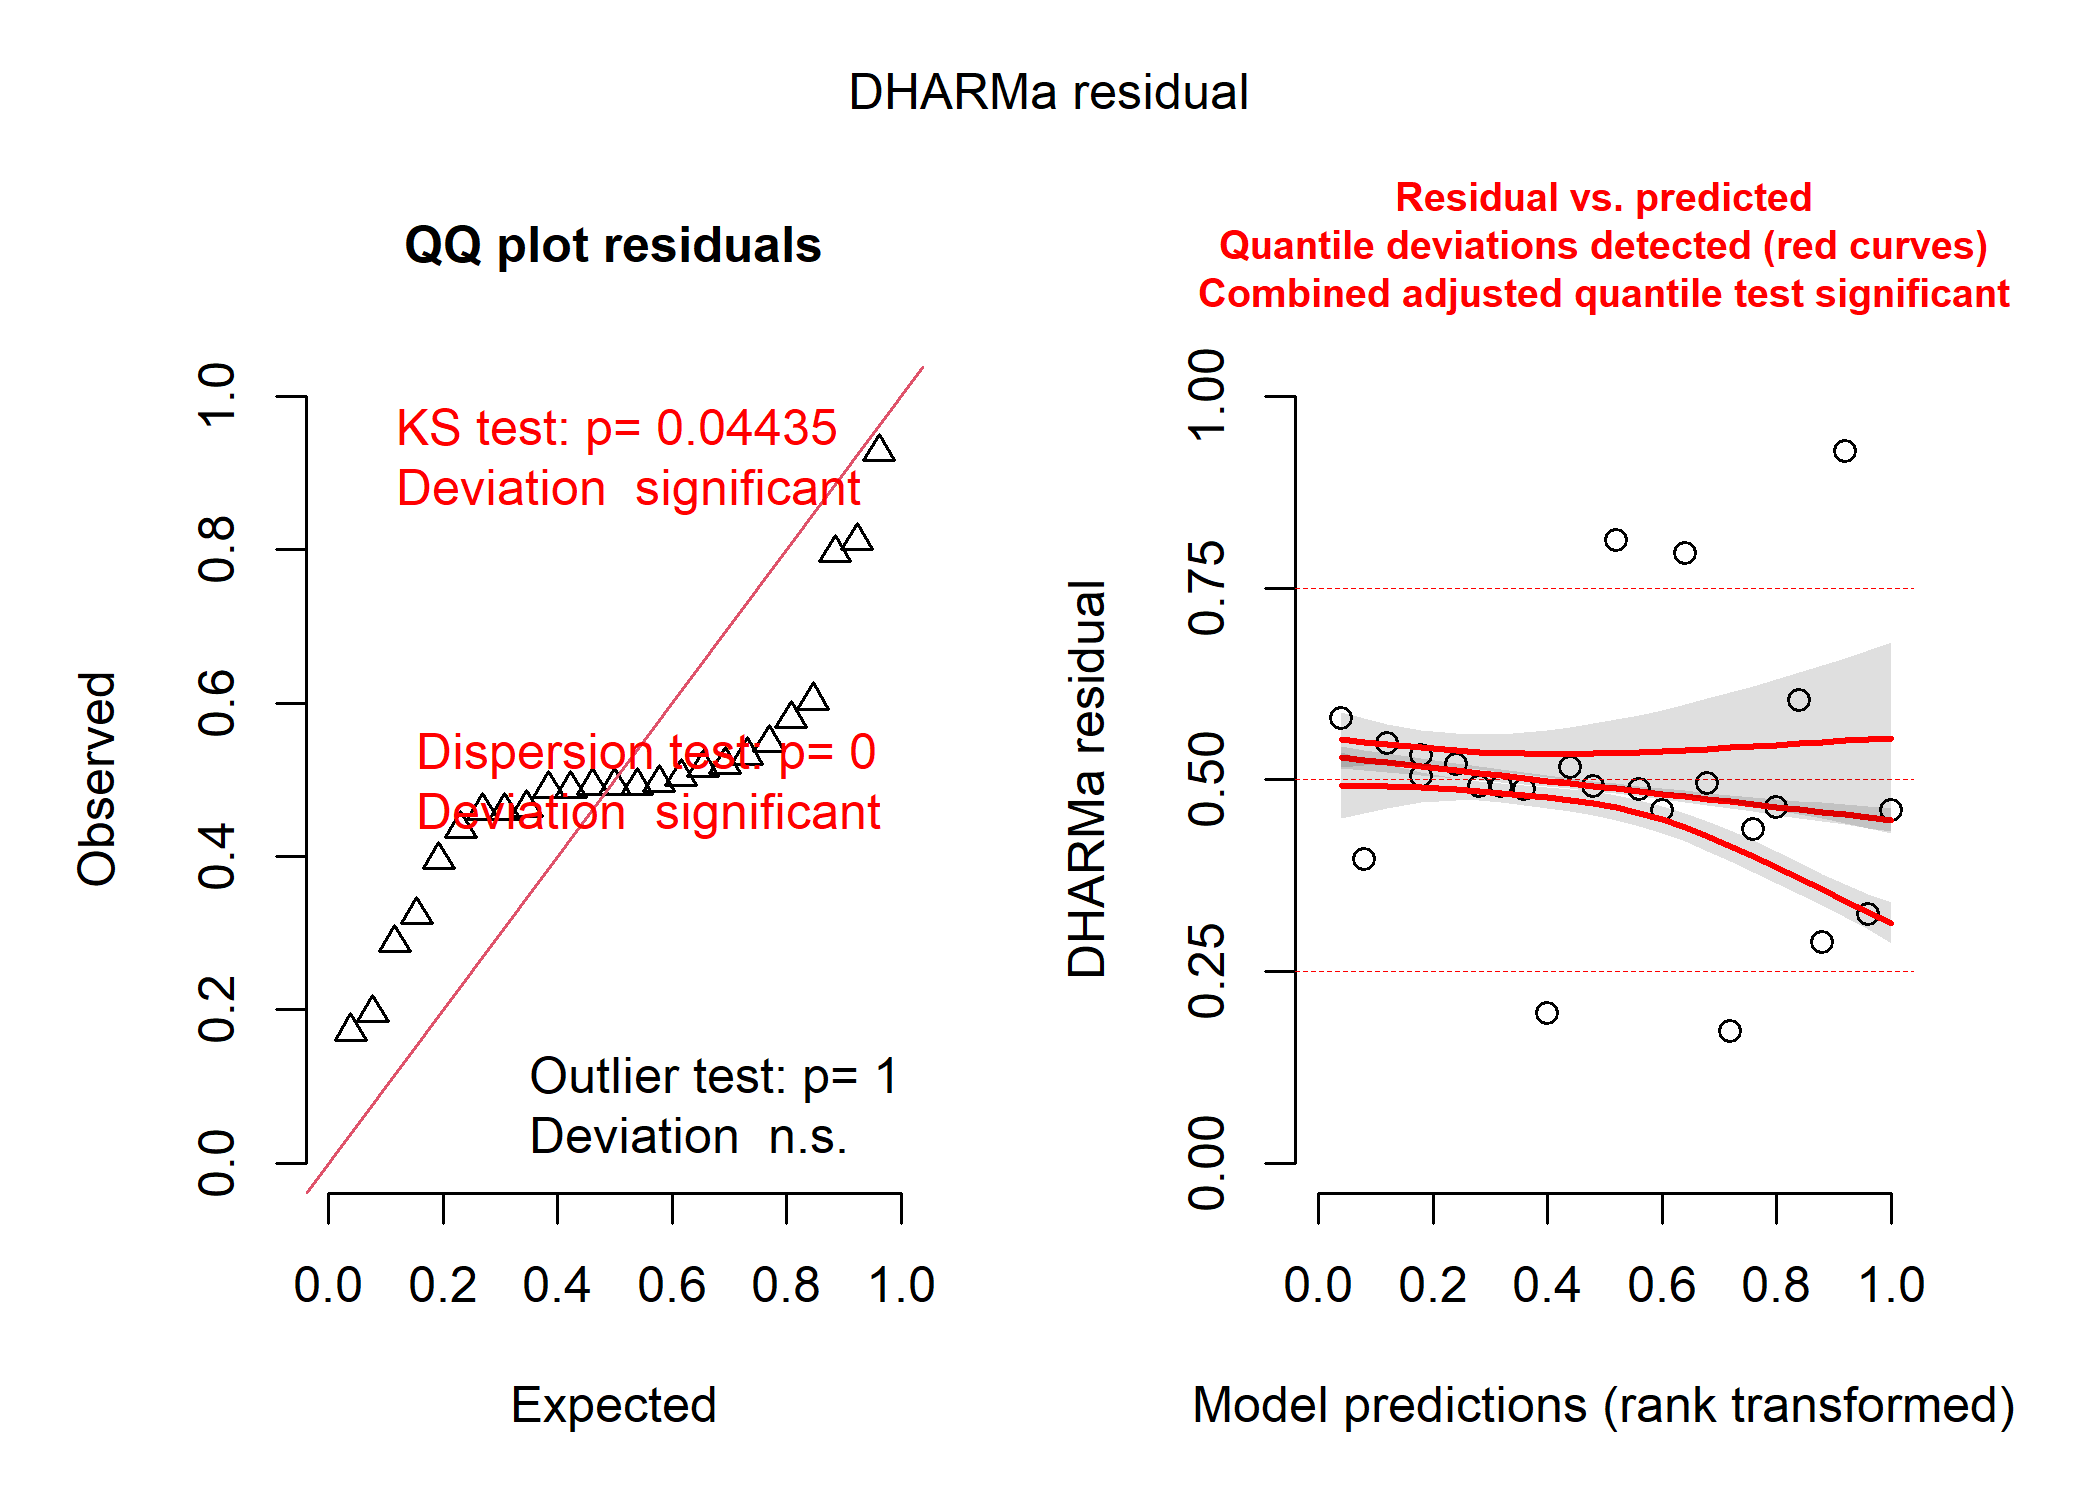 DHARMa residual
QQ plot residuals
KS test: p= 0.04435
Deviation  significant
Dispersion test: p= 0
Deviation  significant
Outlier test: p= 1
Deviation  n.s.
Observed
0.0
0.2
0.4
0.6
0.8
1.0
0.0 0.2 0.4 0.6 0.8 1.0
Expected
Residual vs. predicted
Quantile deviations detected (red curves)
Combined adjusted quantile test significant
DHARMa residual
0.00
0.25
0.50
0.75
1.00
0.0 0.2 0.4 0.6 0.8 1.0
Model predictions (rank transformed)